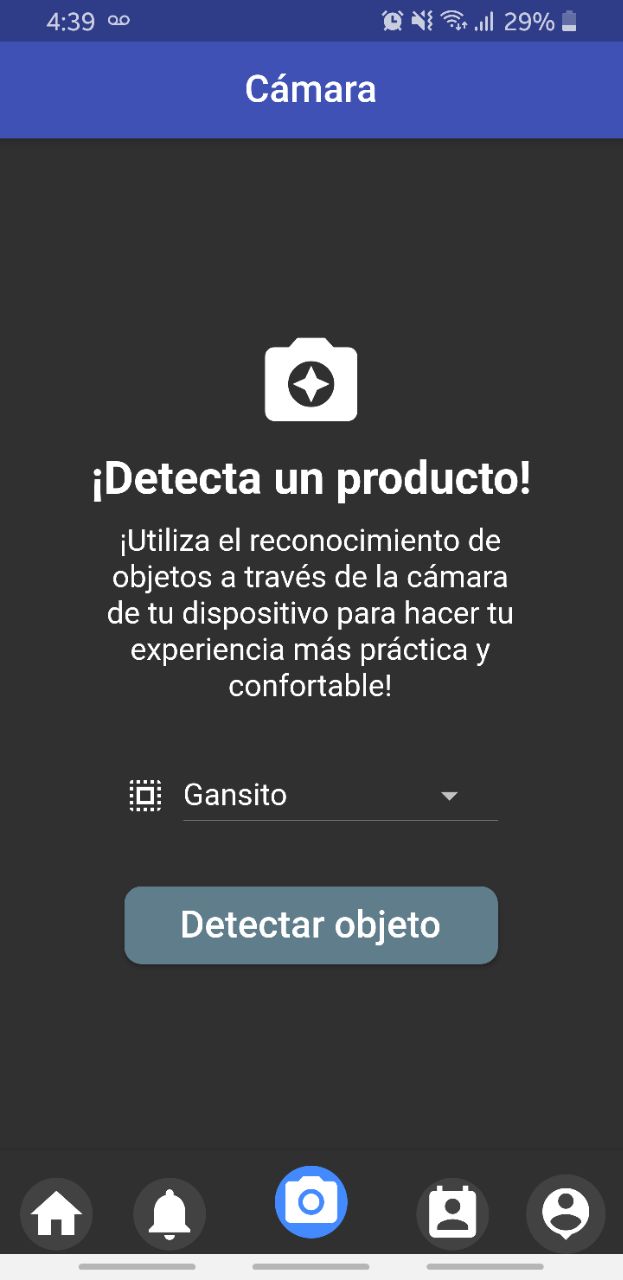 4:39 29%
Cámara
¡Detecta un producto!
¡Utiliza el reconocimiento de
objetos a través de la cámara
de tu dispositivo para hacer tu
experiencia más práctica y
confortable!
Gansito
Detectar objeto